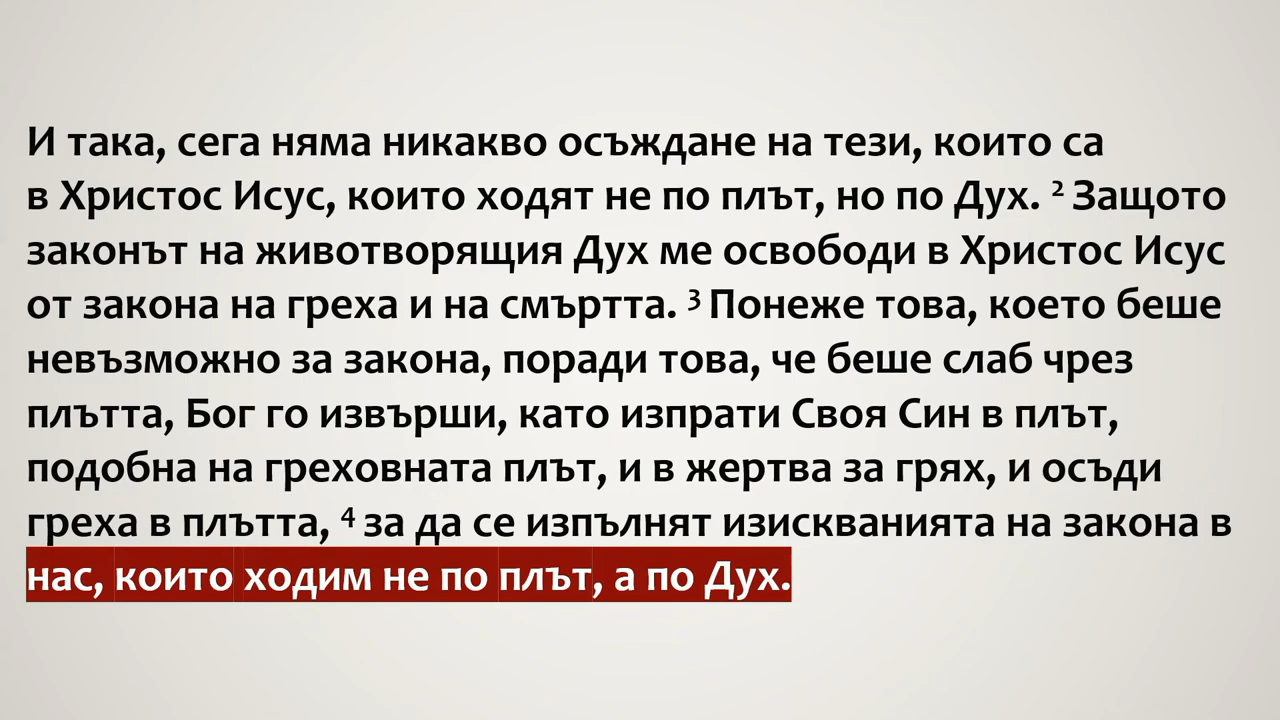 И така, сега няма никакво осъждане на тези, които са
в Христос Исус, които ходят не по плът, но по Дух. ² Защото
законът на животворящия Дух ме освободи в Христос Исус
от закона на греха и на смъртта. ³ Понеже това, което беше
невъзможно за закона, поради това, че беше слаб чрез
плътта, Бог го извърши, като изпрати Своя Син в плът,
подобна на греховната плът, и в жертва за грях, и осъди
греха в плътта, ⁴ за да се изпълнят изискванията на закона в
нас, които ходим не по плът, а по Дух.